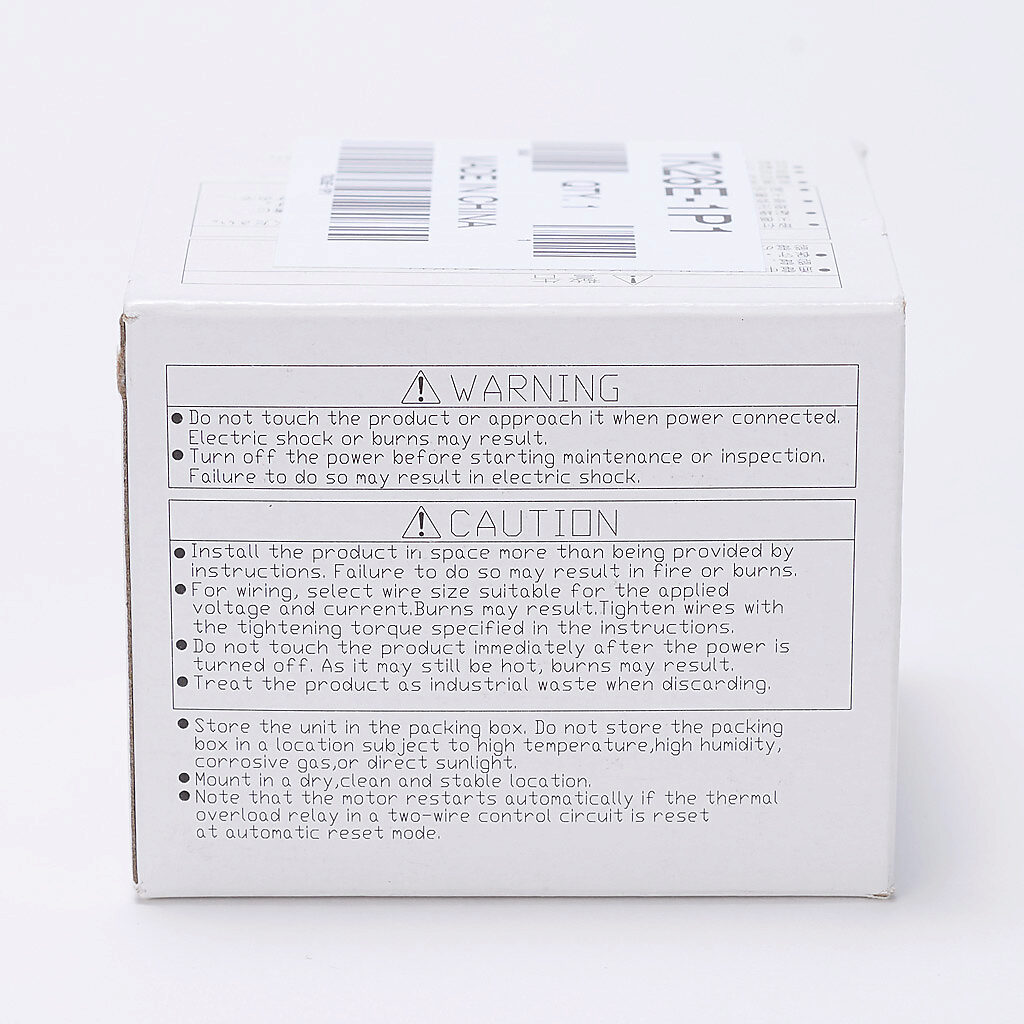 TK26E-1P1
QTY.1
MADE IN CHINA
警告
WARNING
● Do not touch the product or approach it when power connected.
Electric shock or burns may result.
● Turn off the power before starting maintenance or inspection.
Failure to do so may result in electric shock.
CAUTION
● Install the product in space more than being provided by
instructions. Failure to do so may result in fire or burns.
● For wiring, select wire size suitable for the applied
voltage and current.Burns may result.Tighten wires with
the tightening torque specified in the instructions.
● Do not touch the product immediately after the power is
turned off. As it may still be hot, burns may result.
● Treat the product as industrial waste when discarding.
● Store the unit in the packing box. Do not store the packing
box in a location subject to high temperature,high humidity,
corrosive gas,or direct sunlight.
● Mount in a dry,clean and stable location.
● Note that the motor restarts automatically if the thermal
overload relay in a two-wire control circuit is reset
at automatic reset mode.